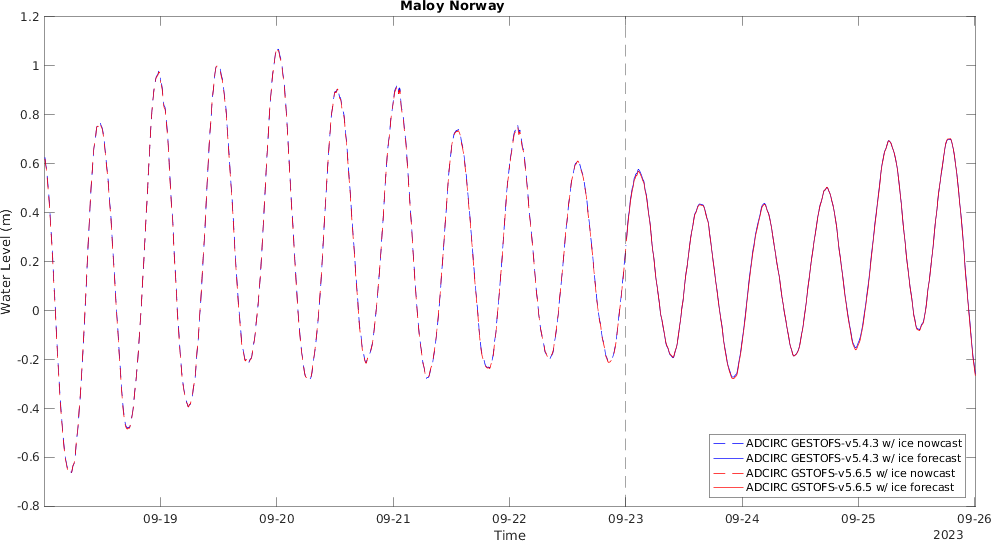 Maloy Norway
1.2
1
0.8
0.6
0.4
0.2
0
-0.2
-0.4
-0.6
-0.8
Water Level (m)
ADCIRC GESTOFS-v5.4.3 w/ ice nowcast
ADCIRC GESTOFS-v5.4.3 w/ ice forecast
ADCIRC GSTOFS-v5.6.5 w/ ice nowcast
ADCIRC GSTOFS-v5.6.5 w/ ice forecast
09-19 09-20 09-21 09-22 09-23 09-24 09-25 09-26
Time
2023